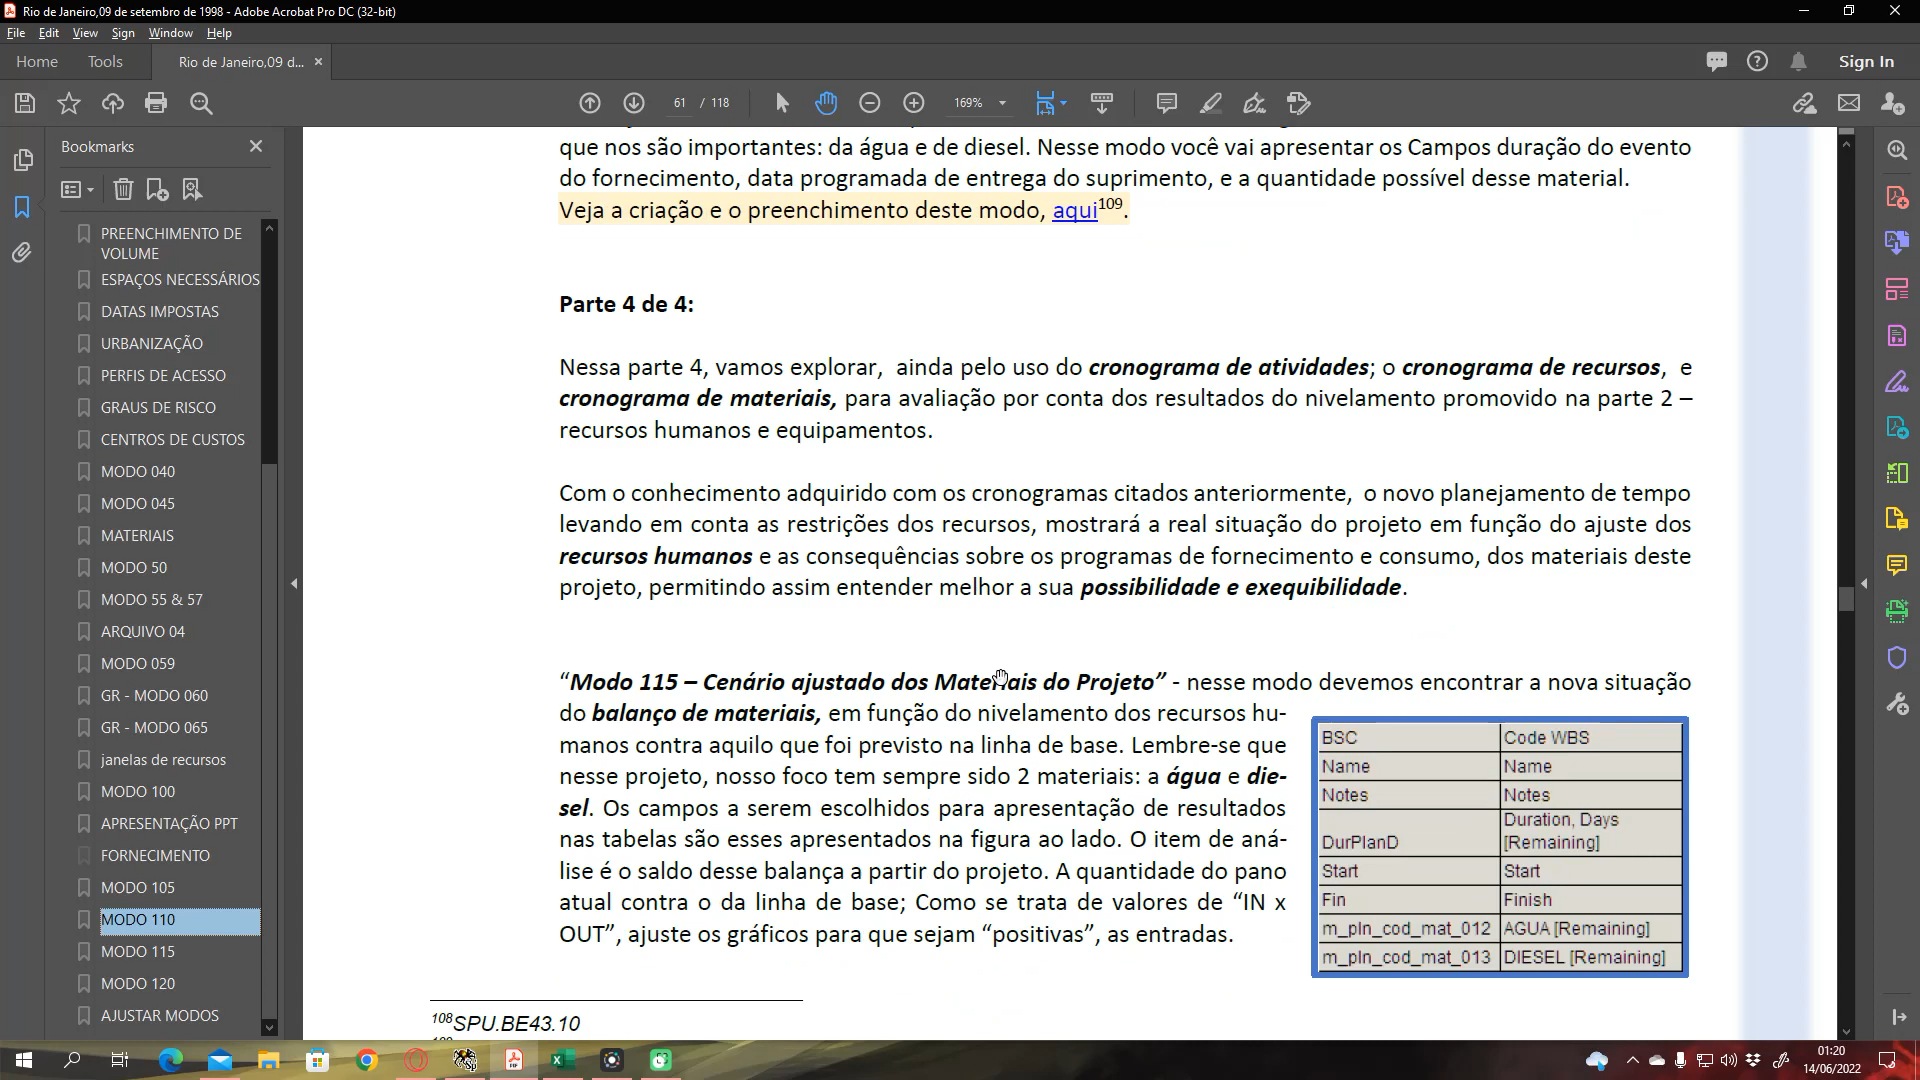 Rio de Janeiro,09 de setembro de 1998 - Adobe Acrobat Pro DC (32-bit)
File Edit View Sign Window Help
Home Tools Rio de Janeiro,09 d... × Sign In
61 / 118 169%
Bookmarks
PREENCHIMENTO DE
VOLUME
ESPAÇOS NECESSÁRIOS
DATAS IMPOSTAS
URBANIZAÇÃO
PERFIS DE ACESSO
GRAUS DE RISCO
CENTROS DE CUSTOS
MODO 040
MODO 045
MATERIAIS
MODO 50
MODO 55 & 57
ARQUIVO 04
MODO 059
GR - MODO 060
GR - MODO 065
janelas de recursos
MODO 100
APRESENTAÇÃO PPT
FORNECIMENTO
MODO 105
MODO 110
MODO 115
MODO 120
AJUSTAR MODOS
que nos são importantes: da água e de diesel. Nesse modo você vai apresentar os Campos duração do evento
do fornecimento, data programada de entrega do suprimento, e a quantidade possível desse material.
Veja a criação e o preenchimento deste modo, aqui109.
Parte 4 de 4:
Nessa parte 4, vamos explorar, ainda pelo uso do cronograma de atividades; o cronograma de recursos, e
cronograma de materiais, para avaliação por conta dos resultados do nivelamento promovido na parte 2 –
recursos humanos e equipamentos.
Com o conhecimento adquirido com os cronogramas citados anteriormente, o novo planejamento de tempo
levando em conta as restrições dos recursos, mostrará a real situação do projeto em função do ajuste dos
recursos humanos e as consequências sobre os programas de fornecimento e consumo, dos materiais deste
projeto, permitindo assim entender melhor a sua possibilidade e exequibilidade.
“Modo 115 – Cenário ajustado dos Materiais do Projeto” - nesse modo devemos encontrar a nova situação
do balanço de materiais, em função do nivelamento dos recursos hu-
manos contra aquilo que foi previsto na linha de base. Lembre-se que
nesse projeto, nosso foco tem sempre sido 2 materiais: a água e die-
sel. Os campos a serem escolhidos para apresentação de resultados
nas tabelas são esses apresentados na figura ao lado. O item de aná-
lise é o saldo desse balança a partir do projeto. A quantidade do pano
atual contra o da linha de base; Como se trata de valores de “IN x
OUT”, ajuste os gráficos para que sejam “positivas”, as entradas.
BSC Code WBS
Name Name
Notes Notes
DurPlanD Duration, Days
[Remaining]
Start Start
Fin Finish
m_pln_cod_mat_012 AGUA [Remaining]
m_pln_cod_mat_013 DIESEL [Remaining]
108SPU.BE43.10
01:20
14/06/2022